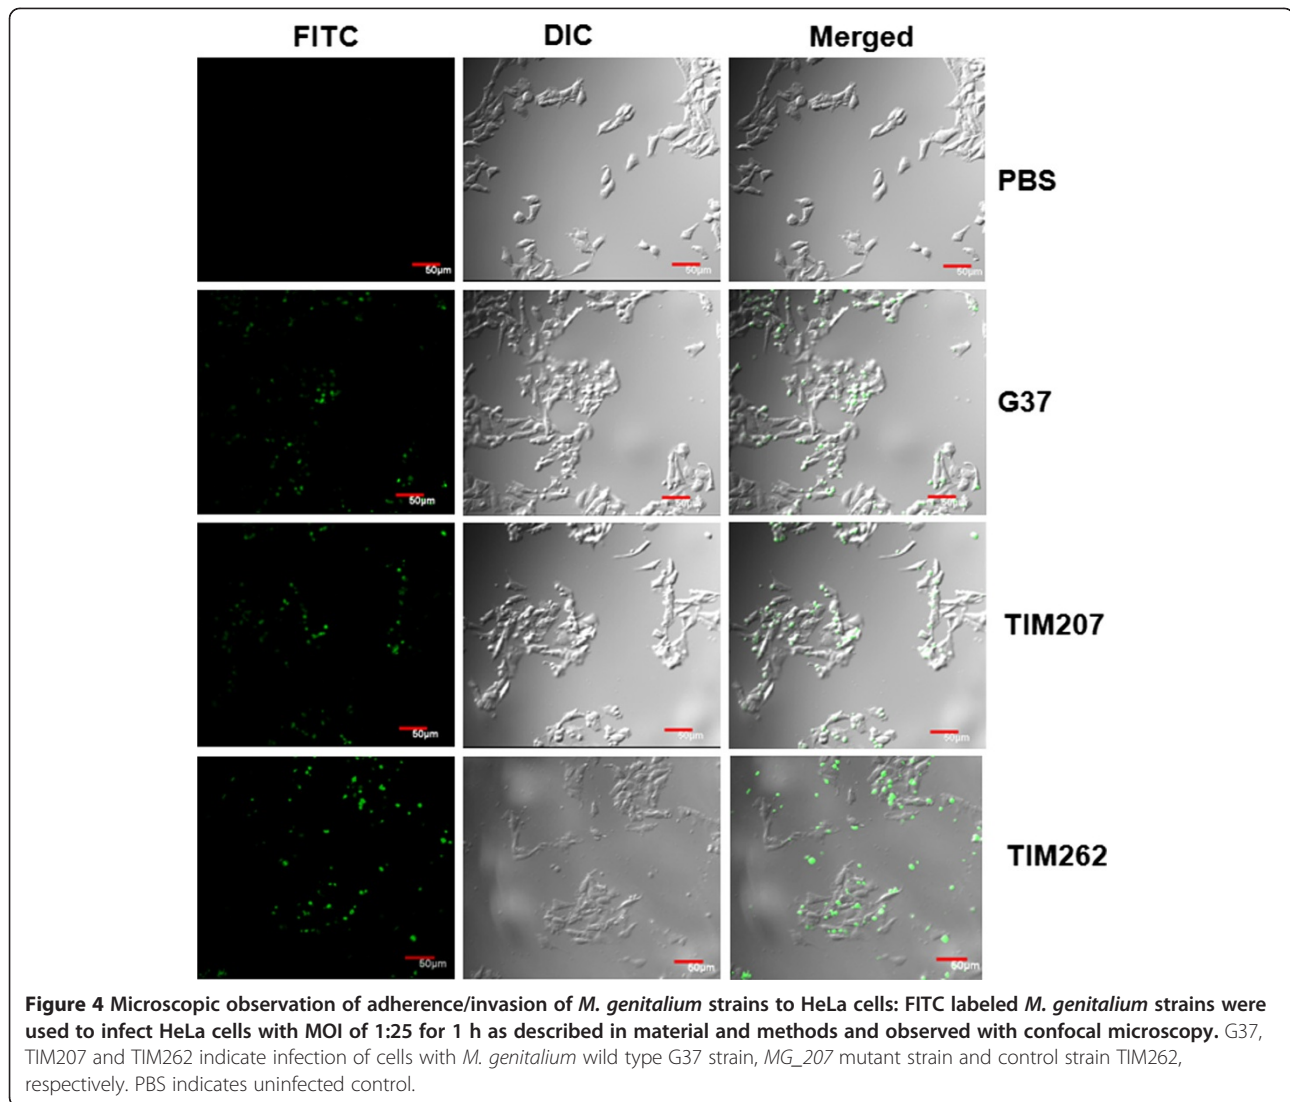 FITC DIC Merged
50µm 50µm 50µm
PBS
50µm 50µm 50µm
G37
50µm 50µm 50µm
TIM207
50µm 50µm 50µm
TIM262
Figure 4 Microscopic observation of adherence/invasion of M. genitalium strains to HeLa cells: FITC labeled M. genitalium strains were
used to infect HeLa cells with MOI of 1:25 for 1 h as described in material and methods and observed with confocal microscopy. G37,
TIM207 and TIM262 indicate infection of cells with M. genitalium wild type G37 strain, MG_207 mutant strain and control strain TIM262,
respectively. PBS indicates uninfected control.